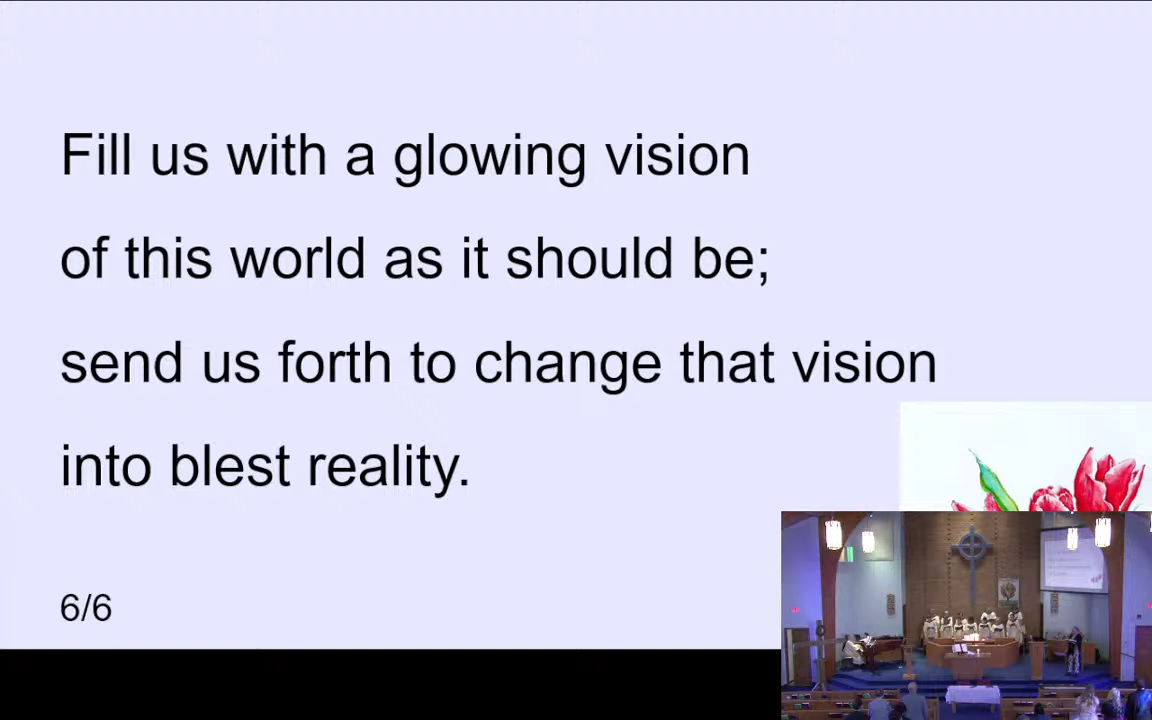 Fill us with a glowing vision
of this world as it should be;
send us forth to change that vision
into blest reality.
6/6